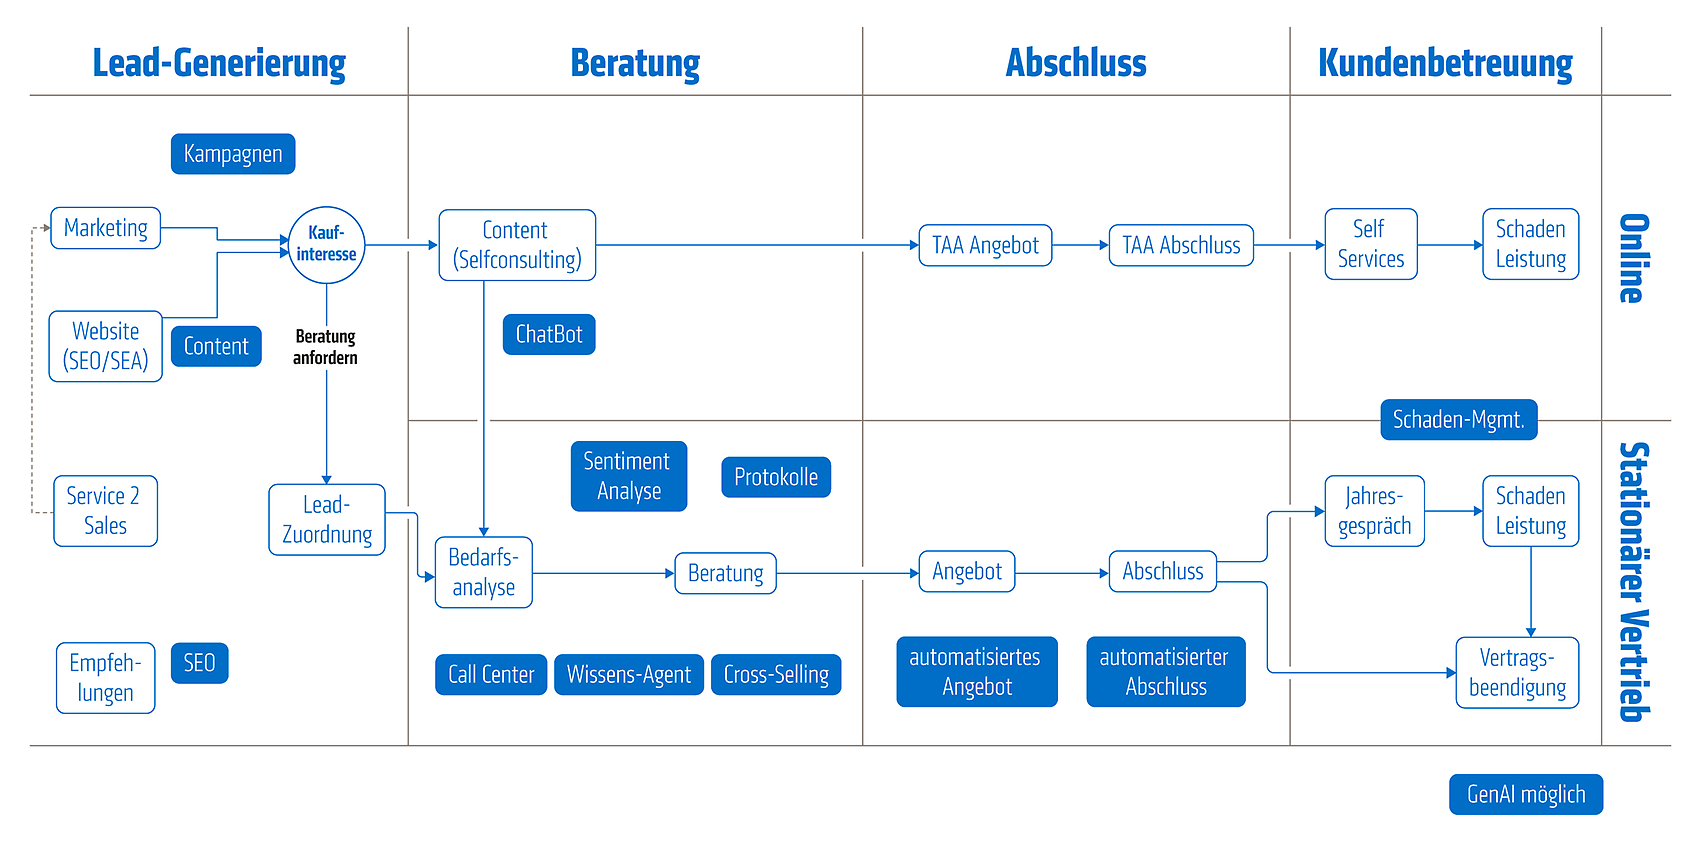 Lead-Generierung
Beratung
Abschluss
Kundenbetreuung
Online
Stationärer Vertrieb
Kampagnen
Marketing
Kauf-
interesse
Website
(SEO/SEA)
Content
Beratung
anfordern
Service 2
Sales
Lead-
Zuordnung
Empfeh-
lungen
SEO
Content
(Selfconsulting)
ChatBot
Sentiment
Analyse
Protokolle
Bedarfs-
analyse
Beratung
Call Center
Wissens-Agent
Cross-Selling
TAA Angebot
TAA Abschluss
Angebot
Abschluss
automatisiertes
Angebot
automatisierter
Abschluss
Self
Services
Schaden
Leistung
Schaden-Mgmt.
Jahres-
gespräch
Schaden
Leistung
Vertrags-
beendigung
GenAI möglich